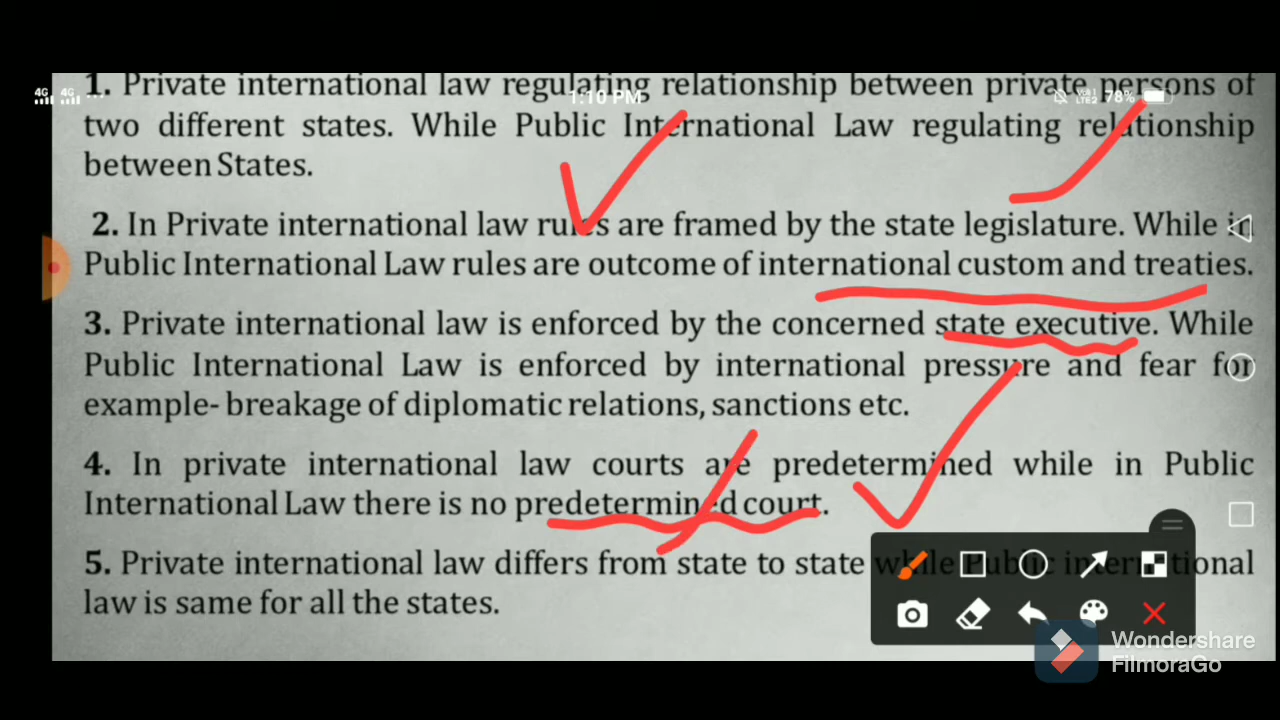 1. Private international law regulating relationship between private persons of
4G 4G 1:10 PM VoLTE2 78%
two different states. While Public International Law regulating relationship
between States.
2. In Private international law rules are framed by the state legislature. While in
Public International Law rules are outcome of international custom and treaties.
3. Private international law is enforced by the concerned state executive. While
Public International Law is enforced by international pressure and fear for
example- breakage of diplomatic relations, sanctions etc.
4. In private international law courts are predetermined while in Public
International Law there is no predetermined court.
5. Private international law differs from state to state while Public international
law is same for all the states.
Wondershare
FilmoraGo